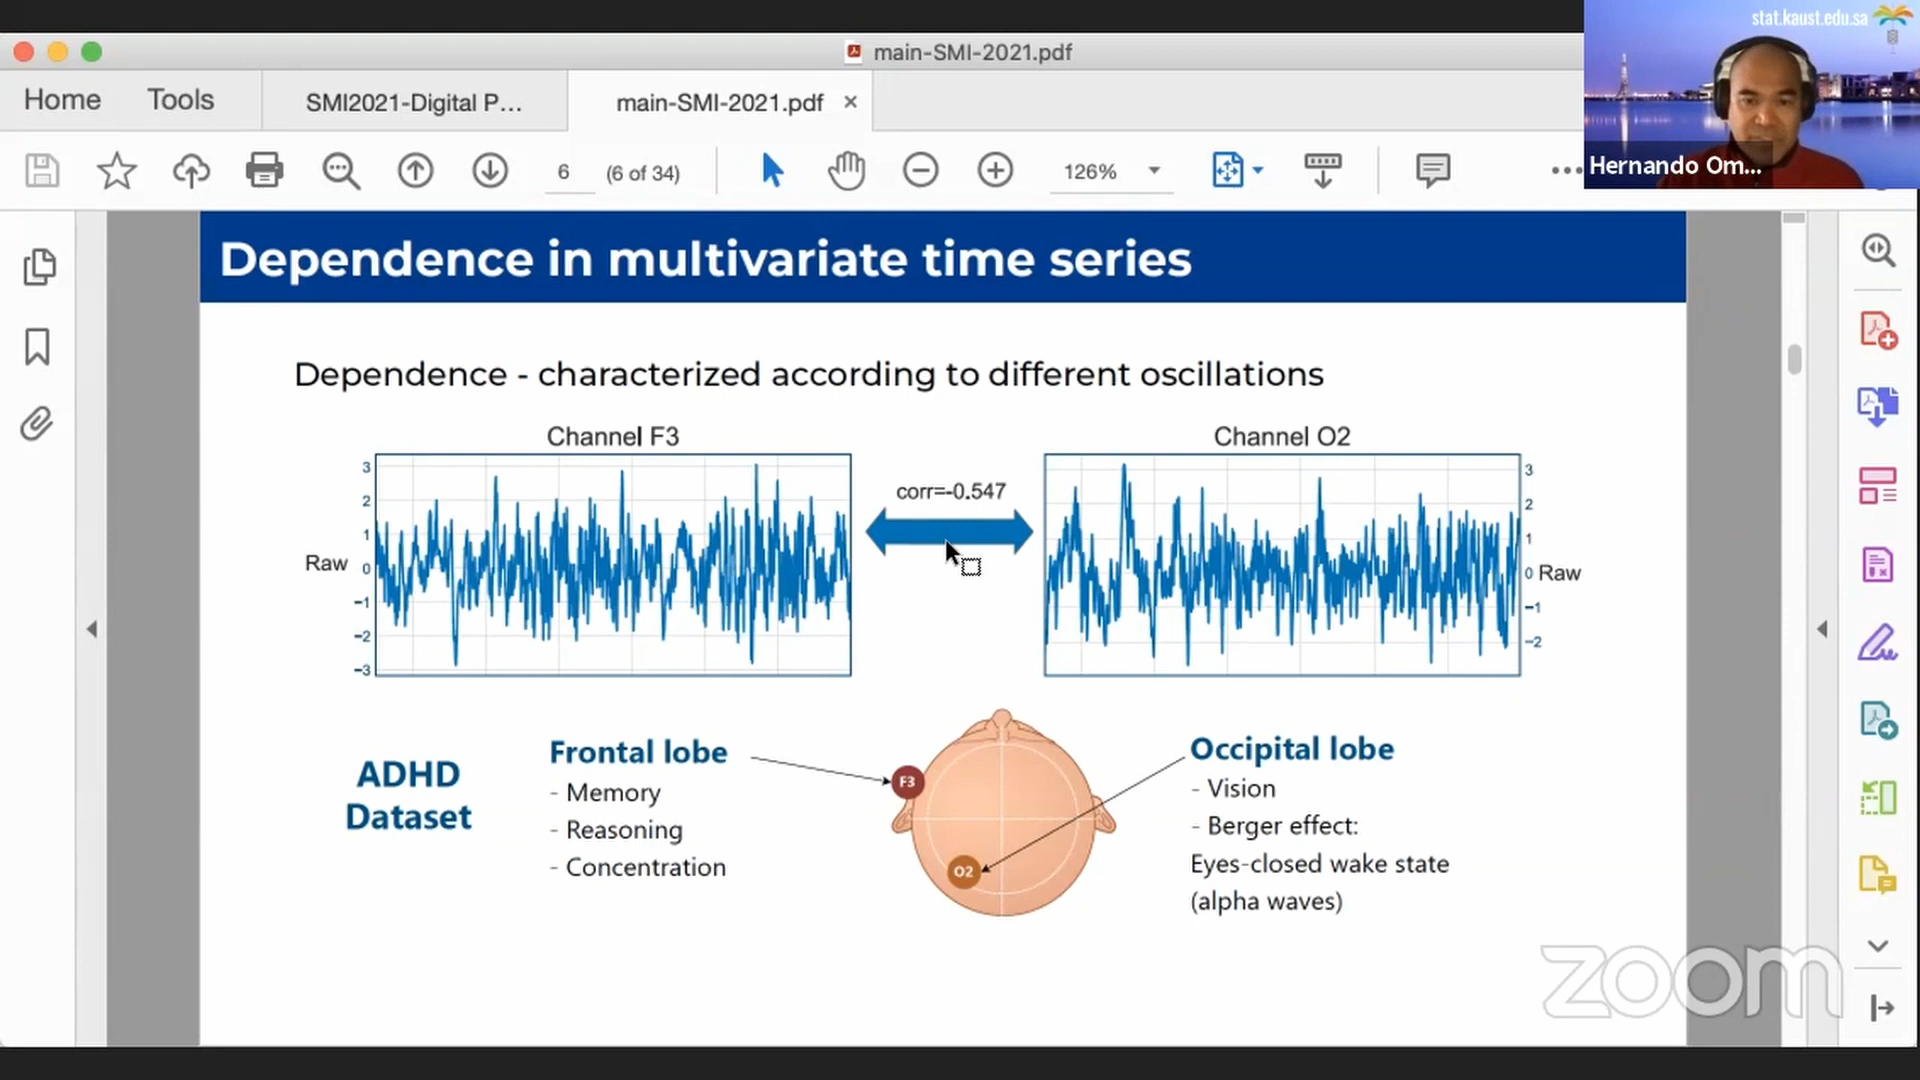 stat.kaust.edu.sa
main-SMI-2021.pdf
Home
Tools
SMI2021-Digital P...
main-SMI-2021.pdf
6
(6 of 34)
126%
Hernando Om...
Dependence in multivariate time series
Dependence - characterized according to different oscillations
Channel F3
Channel O2
3
2
1
0
-1
-2
-3
Raw
corr=-0.547
3
2
1
0
-1
-2
Raw
ADHD
Dataset
Frontal lobe
- Memory
- Reasoning
- Concentration
F3
O2
Occipital lobe
- Vision
- Berger effect:
Eyes-closed wake state
(alpha waves)
zoom